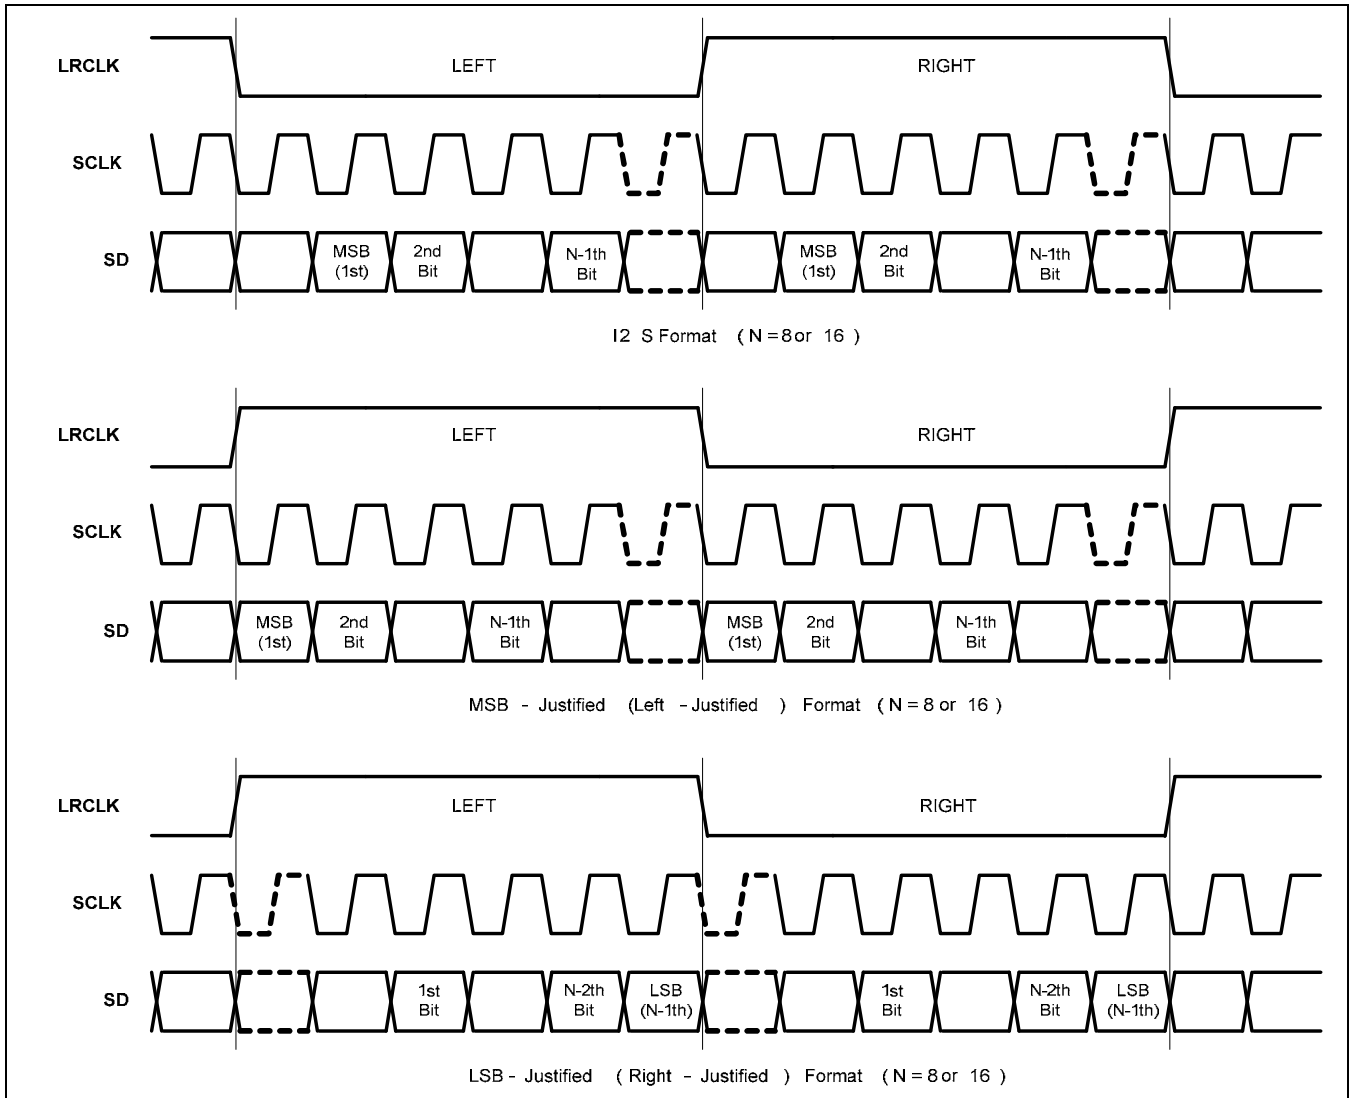 LRCLK LEFT RIGHT
SCLK
SD MSB (1st) 2nd Bit N-1th Bit MSB (1st) 2nd Bit N-1th Bit
I2 S Format ( N = 8 or 16 )
LRCLK LEFT RIGHT
SCLK
SD MSB (1st) 2nd Bit N-1th Bit MSB (1st) 2nd Bit N-1th Bit
MSB - Justified (Left - Justified ) Format ( N = 8 or 16 )
LRCLK LEFT RIGHT
SCLK
SD 1st Bit N-2th Bit LSB (N-1th) 1st Bit N-2th Bit LSB (N-1th)
LSB - Justified ( Right - Justified ) Format ( N = 8 or 16 )